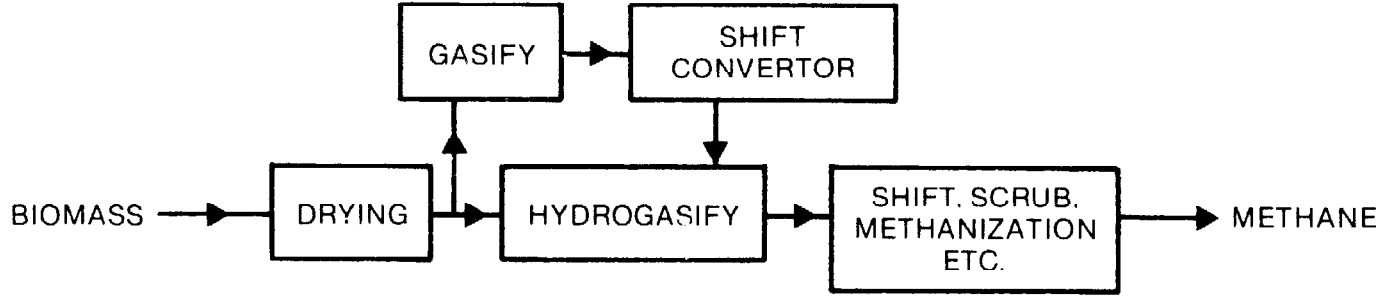 GASIFY
SHIFT
CONVERTOR
BIOMASS
DRYING
HYDROGASIFY
SHIFT. SCRUB.
METHANIZATION
ETC.
METHANE